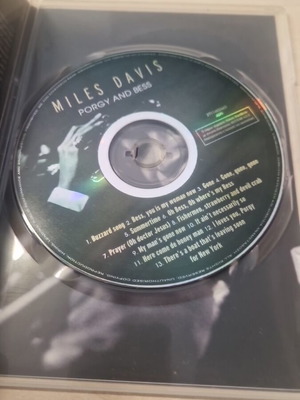 MILES DAVIS
PORGY AND BESS
1. Buzzard song 2. Bess, you is my woman now 3. Gone 4. Gone, gone, gone
5. Summertime 6. Oh Bess, Oh where's my Bess
7. Prayer (Oh doctor Jesus) 8. Fishermen, strawberry and devil crab
9. My man's gone now 10. It ain't necessarily so
11. Here come de honey man 12. I loves you, Porgy
13. There's a boat that's leaving soon
for New York